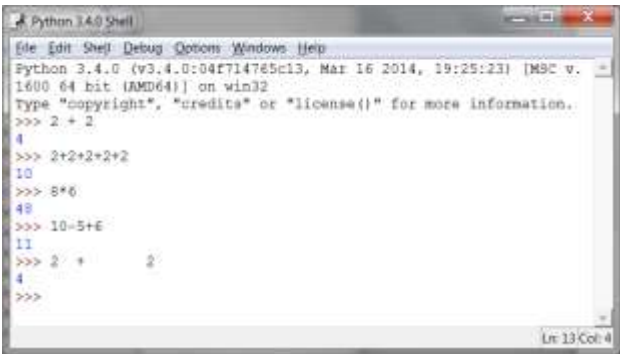 Python 3.4.0 Shell
File Edit Shell Debug Options Windows Help
Python 3.4.0 (v3.4.0:04f714765c13, Mar 16 2014, 19:25:23) [MSC v.
1600 64 bit (AMD64)] on win32
Type "copyright", "credits" or "license()" for more information.
>>> 2 + 2
4
>>> 2+2+2+2+2
10
>>> 8*6
48
>>> 10-5+6
11
>>> 2  +        2
4
>>>
Ln: 13 Col: 4